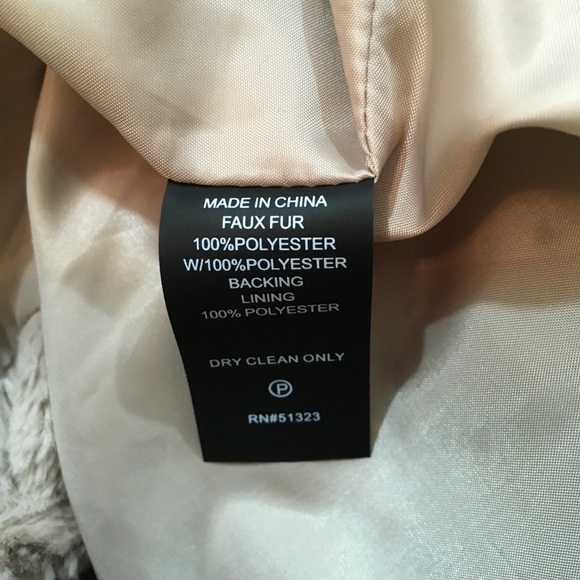 MADE IN CHINA
FAUX FUR
100%POLYESTER
W/100%POLYESTER
BACKING
LINING
100% POLYESTER
DRY CLEAN ONLY
P
RN#51323